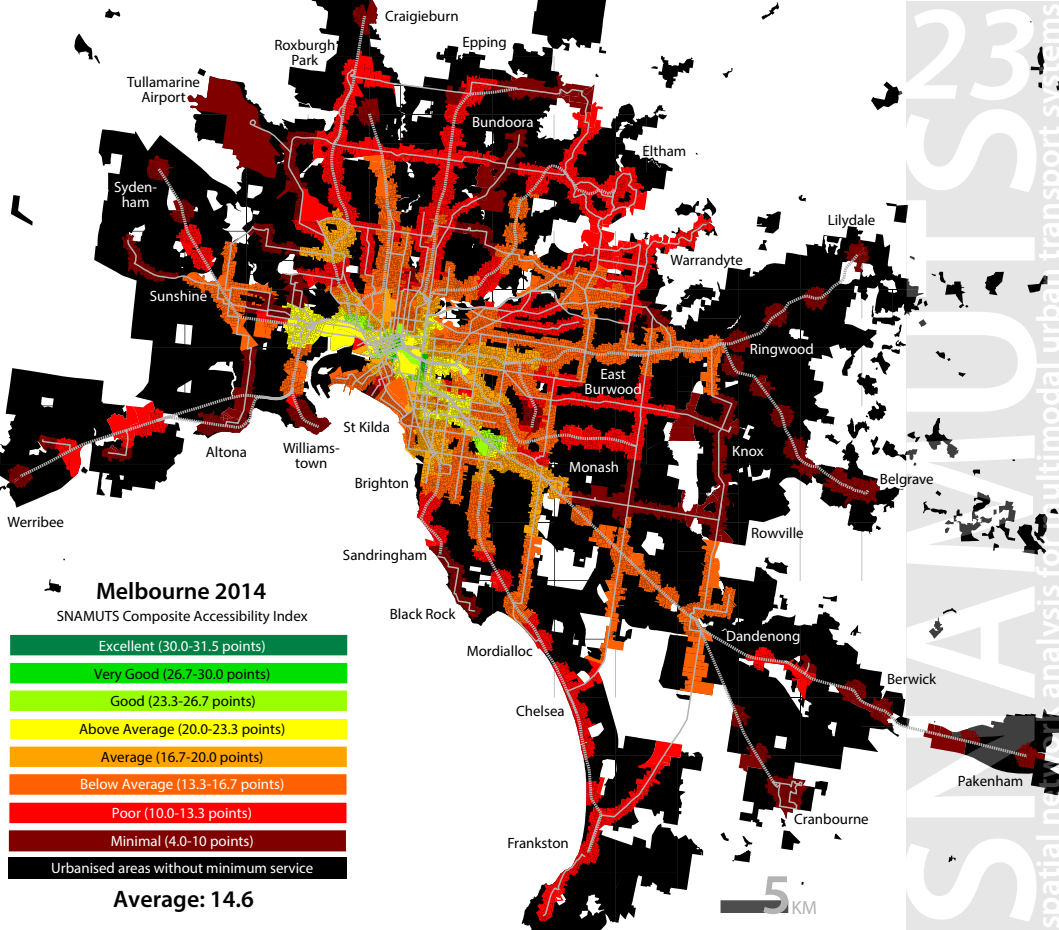 Craigieburn
Roxburgh
Park
Epping
Tullamarine
Airport
Bundoora
Eltham
Syden-
ham
Lilydale
Warrandyte
Sunshine
Ringwood
East
Burwood
St Kilda
Altona
Williams-
town
Knox
Monash
Brighton
Belgrave
Werribee
Rowville
Sandringham
Black Rock
Mordialloc
Dandenong
Berwick
Chelsea
Pakenham
Cranbourne
Frankston
Melbourne 2014
SNAMUTS Composite Accessibility Index
Excellent (30.0-31.5 points)
Very Good (26.7-30.0 points)
Good (23.3-26.7 points)
Above Average (20.0-23.3 points)
Average (16.7-20.0 points)
Below Average (13.3-16.7 points)
Poor (10.0-13.3 points)
Minimal (4.0-10 points)
Urbanised areas without minimum service
Average: 14.6
5 KM
23
SNAMUTS
spatial network analysis for multimodal urban transport systems